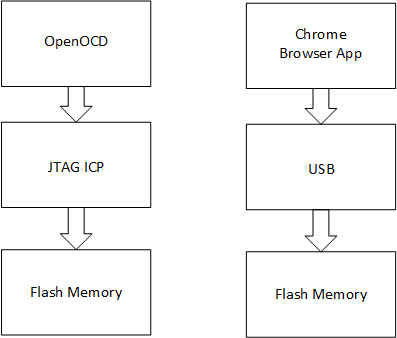 OpenOCD
JTAG ICP
Flash Memory
Chrome
Browser App
USB
Flash Memory